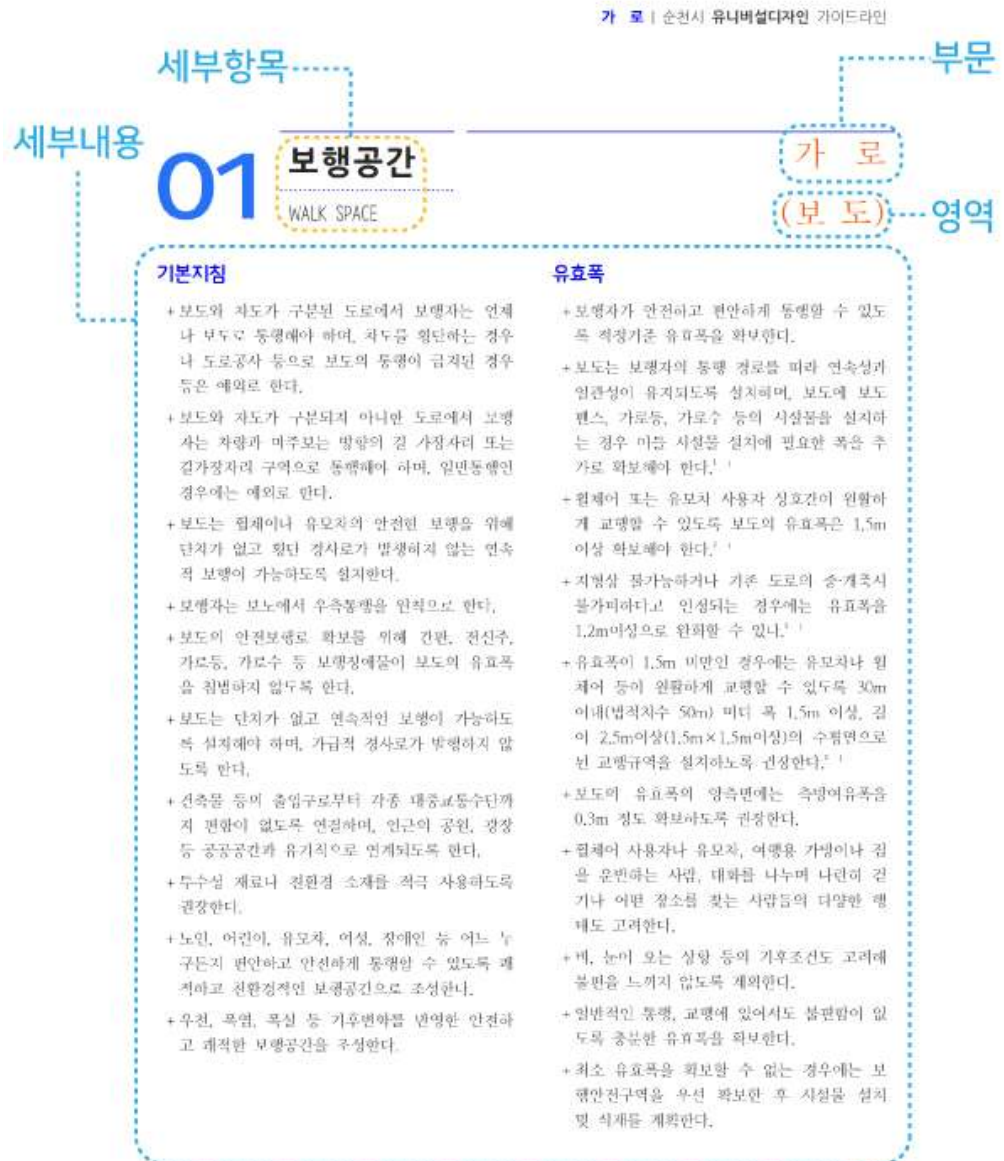 가 로 | 순천시 유니버설디자인 가이드라인
세부항목
부문
세부내용
01
보행공간
WALK SPACE
가 로
(보 도)
영역
기본지침
+ 보도와 차도가 구분된 도로에서 보행자는 언제
나 보도로 통행해야 하며, 차도를 횡단하는 경우
나 도로공사 등으로 보도의 통행이 금지된 경우
등은 예외로 한다.
+ 보도와 차도가 구분되지 아니한 도로에서 보행
자는 차량과 마주보는 방향의 길 가장자리 또는
길가장자리 구역으로 통행해야 하며, 일방통행인
경우에는 예외로 한다.
+ 보도는 휠체어나 유모차의 안전한 보행을 위해
단차가 없고 횡단 경사로가 발생하지 않는 연속
적 보행이 가능하도록 설치한다.
+ 보행자는 보도에서 우측통행을 원칙으로 한다.
+ 보도의 안전보행로 확보를 위해 간판, 전신주,
가로등, 가로수 등 보행장애물이 보도의 유효폭
을 침범하지 않도록 한다.
+ 보도는 단차가 없고 연속적인 보행이 가능하도
록 설치해야 하며, 가급적 경사로가 발생하지 않
도록 한다.
+ 건축물 등의 출입구로부터 각종 대중교통수단까
지 편함이 없도록 연결하며, 인근의 공원, 광장
등 공공공간과 유기적으로 연계되도록 한다.
+ 투수성 재료나 친환경 소재를 적극 사용하도록
권장한다.
+ 노인, 어린이, 유모차, 여성, 장애인 등 어느 누
구든지 편안하고 안전하게 통행할 수 있도록 쾌
적하고 친환경적인 보행공간으로 조성한다.
+ 우천, 폭염, 폭설 등 기후변화를 반영한 안전하
고 쾌적한 보행공간을 조성한다.
유효폭
+ 보행자가 안전하고 편안하게 통행할 수 있도
록 적정기준 유효폭을 확보한다.
+ 보도는 보행자의 통행 경로를 따라 연속성과
일관성이 유지되도록 설치하며, 보도에 보도
펜스, 가로등, 가로수 등의 시설물을 설치하
는 경우 이들 시설물 설치에 필요한 폭을 추
가로 확보해야 한다.
+ 휠체어 또는 유모차 사용자 상호간이 원활하
게 교행할 수 있도록 보도의 유효폭은 1.5m
이상 확보해야 한다.
+ 지형상 불가능하거나 기존 도로의 증·개축시
불가피하다고 인정되는 경우에는 유효폭을
1.2m이상으로 완화할 수 있다.
+ 유효폭이 1.5m 미만인 경우에는 유모차나 휠
체어 등이 원활하게 교행할 수 있도록 30m
이내(법적치수 50m) 마다 폭 1.5m 이상, 길
이 2.5m이상(1.5m×1.5m이상)의 수평면으로
된 교행구역을 설치하도록 권장한다.
+ 보도의 유효폭의 양측면에는 측방여유폭을
0.3m 정도 확보하도록 권장한다.
+ 휠체어 사용자나 유모차, 여행용 가방이나 짐
을 운반하는 사람, 대화를 나누며 나란히 걷
거나 어떤 장소를 찾는 사람들의 다양한 행
태도 고려한다.
+ 비, 눈이 오는 상황 등의 기후조건도 고려해
불편을 느끼지 않도록 계획한다.
+ 일반적인 통행, 교행에 있어서도 불편함이 없
도록 충분한 유효폭을 확보한다.
+ 최소 유효폭을 확보할 수 없는 경우에는 보
행안전구역을 우선 확보한 후 시설물 설치
및 식재를 계획한다.